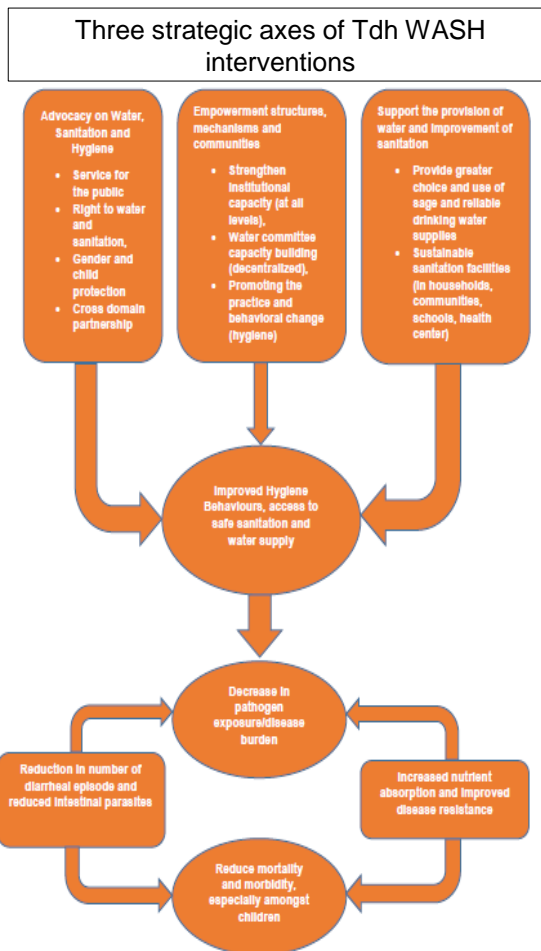 Three strategic axes of Tdh WASH
interventions
Advocacy on Water,
Sanitation and
Hygiene
• Service for
the public
• Right to water
and
sanitation,
• Gender and
child
protection
• Cross domain
partnership
Empowerment structures,
mechanisms and
communities
• Strengthen
institutional
capacity (at all
levels),
• Water committee
capacity building
(decentralized),
• Promoting the
practice and
behavioral change
(hygiene)
Support the provision of
water and improvement of
sanitation
• Provide greater
choice and use of
sage and reliable
drinking water
supplies
• Sustainable
sanitation facilities
(in households,
communities,
schools, health
center)
Improved Hygiene
Behaviours, access to
safe sanitation and
water supply
Decrease in
pathogen
exposure/disease
burden
Reduction in number of
diarrheal episode and
reduced intestinal parasites
Increased nutrient
absorption and improved
disease resistance
Reduce mortality
and morbidity,
especially amongst
children